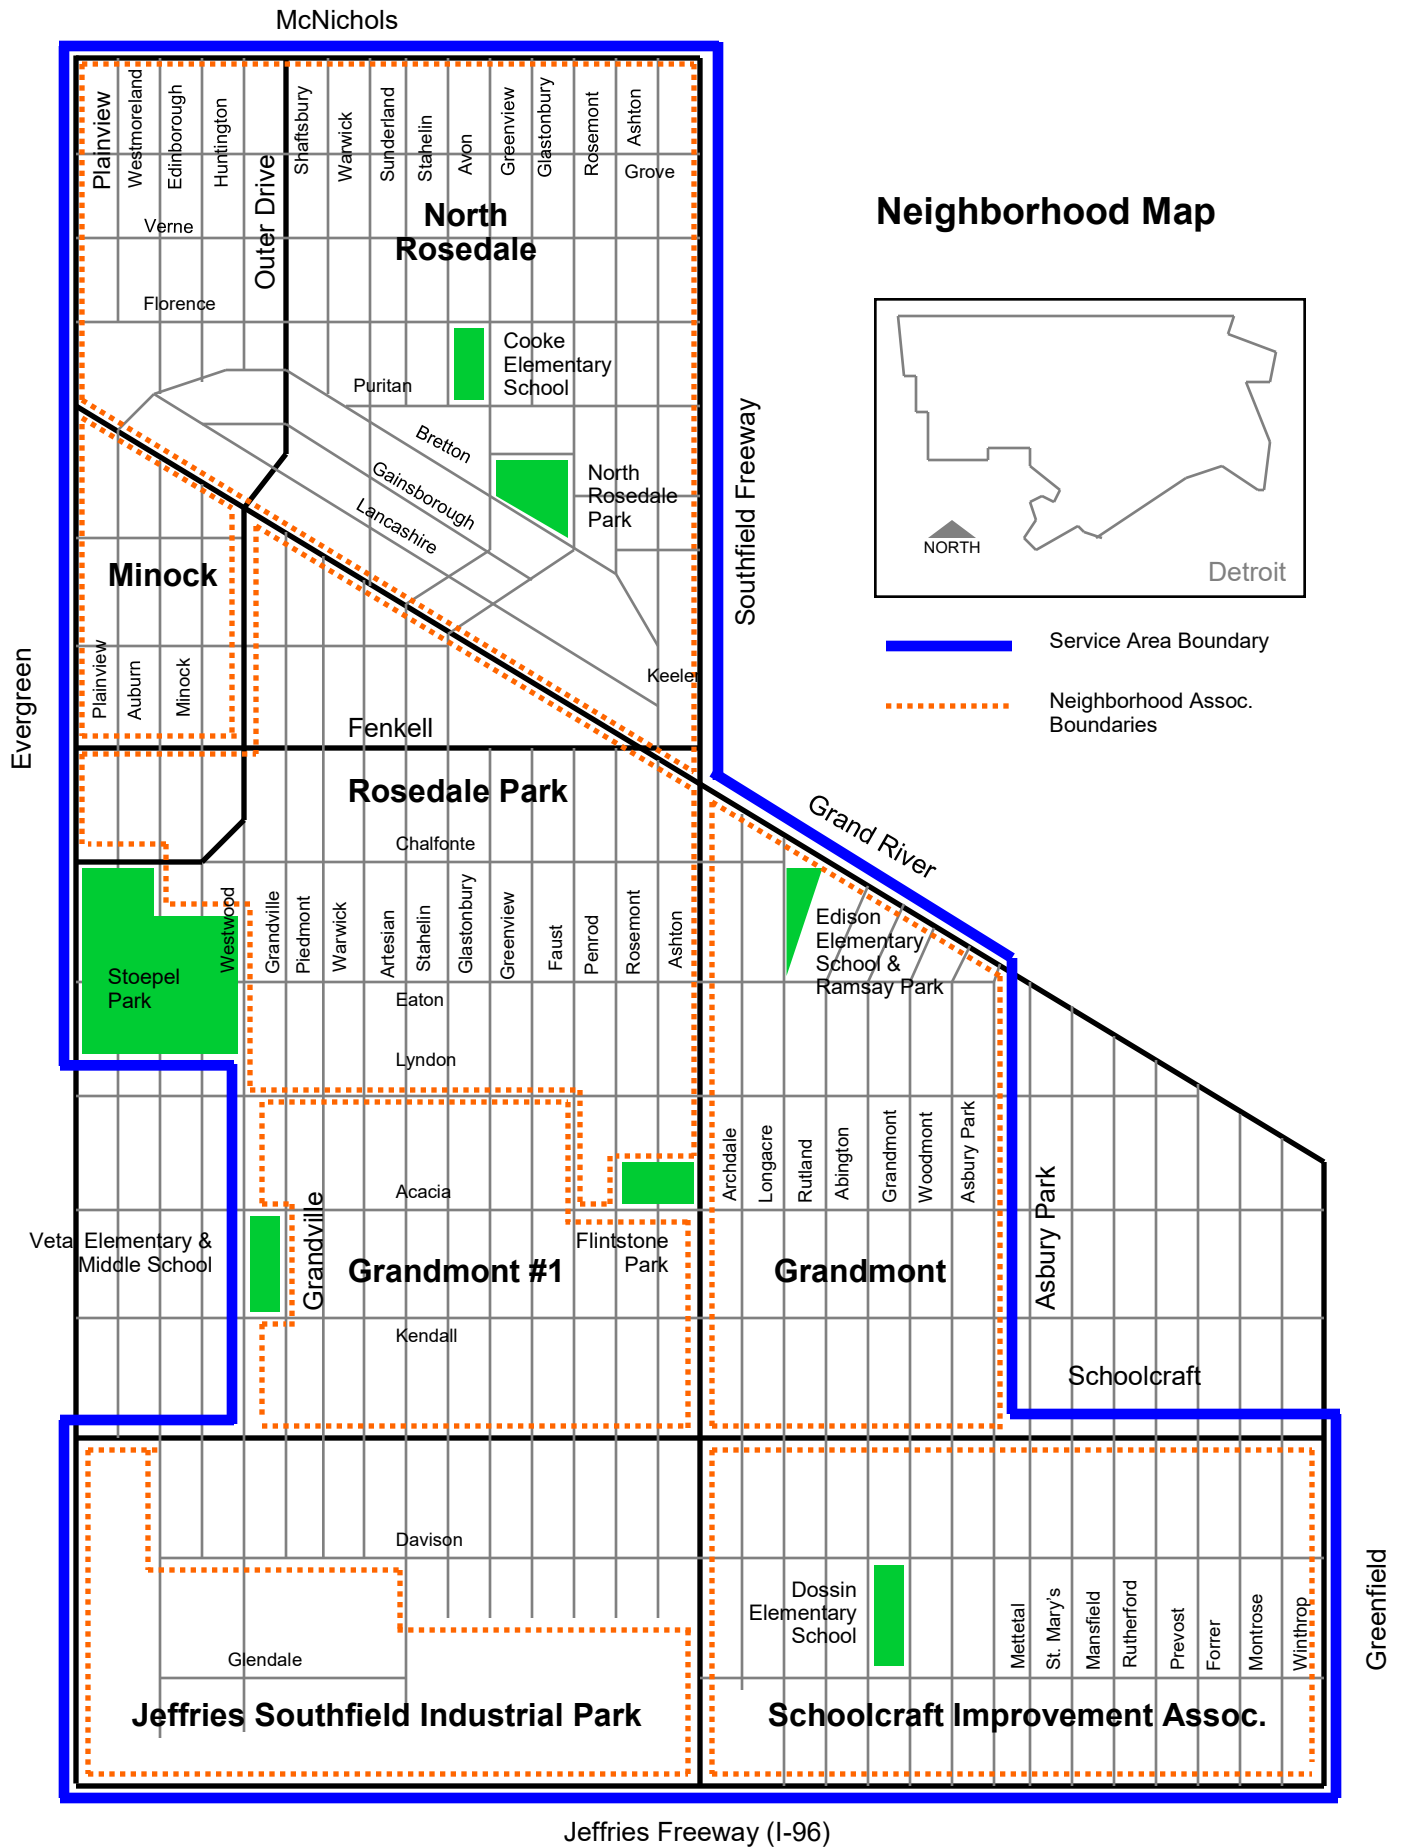 McNichols
Plainview
Westmoreland
Edinborough
Huntington
Outer Drive
Shaftsbury
Warwick
Sunderland
Stahelin
Avon
Greenview
Glastonbury
Rosemont
Ashton
Grove
Verne
North
Rosedale
Neighborhood Map
Florence
Cooke
Elementary
School
Puritan
Bretton
Gainsborough
Lancashire
North
Rosedale
Park
Southfield Freeway
NORTH
Detroit
Minock
Service Area Boundary
Neighborhood Assoc.
Boundaries
Evergreen
Plainview
Auburn
Minock
Keeler
Fenkell
Rosedale Park
Grand River
Chalfonte
Westwood
Grandville
Piedmont
Warwick
Artesian
Stahelin
Glastonbury
Greenview
Faust
Penrod
Rosemont
Ashton
Edison
Elementary
School &
Ramsay Park
Stoepel
Park
Eaton
Lyndon
Archdale
Longacre
Rutland
Abington
Grandmont
Woodmont
Asbury Park
Asbury Park
Acacia
Grandville
Vetal Elementary &
Middle School
Flintstone
Park
Grandmont #1
Grandmont
Kendall
Schoolcraft
Davison
Dossin
Elementary
School
Mettetal
St. Mary's
Mansfield
Rutherford
Prevost
Forrer
Montrose
Winthrop
Greenfield
Glendale
Jeffries Southfield Industrial Park
Schoolcraft Improvement Assoc.
Jeffries Freeway (I-96)